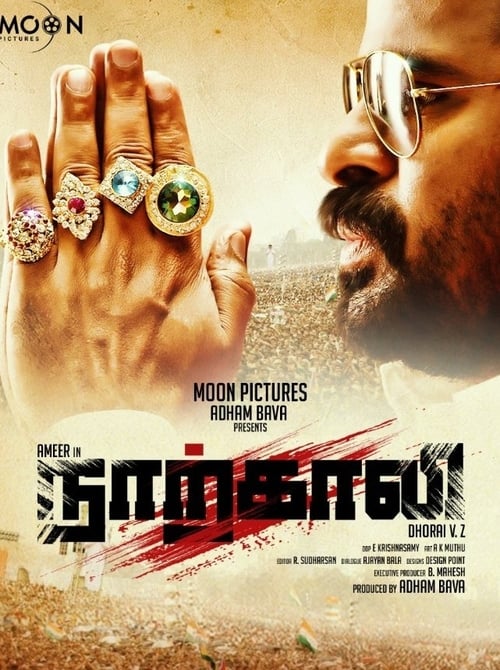 MOON
PICTURES
MOON PICTURES
ADHAM BAVA
PRESENTS
AMEER IN
நாற்காலி
DHORAI V. Z
DOP E KRISHNASAMY ART A K MUTHU
EDITOR R. SUDHARSAN DIALOGUE AJAYAN BALA DESIGNS DESIGN POINT
EXECUTIVE PRODUCER B. MAHESH
PRODUCED BY ADHAM BAVA